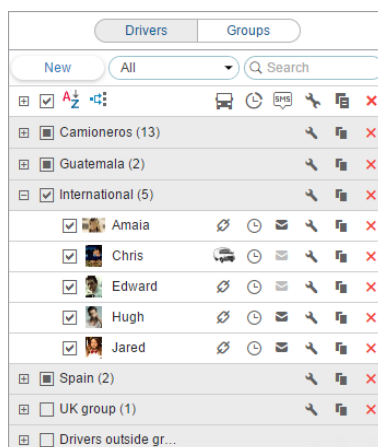 Drivers Groups
New All Search
A Z SMS
Camioneros (13)
Guatemala (2)
International (5)
Amaia
Chris
Edward
Hugh
Jared
Spain (2)
UK group (1)
Drivers outside gr...